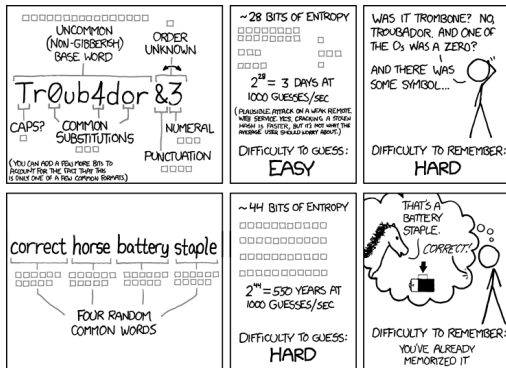 UNCOMMON
(NON-GIBBERISH)
BASE WORD
ORDER
UNKNOWN
Tr0ub4dor &3
CAPS?
COMMON
SUBSTITUTIONS
NUMERAL
PUNCTUATION
(YOU CAN ADD A FEW MORE BITS TO
ACCOUNT FOR THE FACT THAT THIS
IS ONLY ONE OF A FEW COMMON FORMATS.)
~28 BITS OF ENTROPY
2²⁸ = 3 DAYS AT
1000 GUESSES/SEC
(PLAUSIBLE ATTACK ON A WEAK REMOTE
WEB SERVICE. YES, CRACKING A STOLEN
HASH IS FASTER, BUT IT'S NOT WHAT THE
AVERAGE USER SHOULD WORRY ABOUT.)
DIFFICULTY TO GUESS:
EASY
WAS IT TROMBONE? NO,
TROUBADOR. AND ONE OF
THE Os WAS A ZERO?
AND THERE WAS
SOME SYMBOL...
DIFFICULTY TO REMEMBER:
HARD
correct horse battery staple
FOUR RANDOM
COMMON WORDS
~44 BITS OF ENTROPY
2⁴⁴ = 550 YEARS AT
1000 GUESSES/SEC
DIFFICULTY TO GUESS:
HARD
THAT'S A
BATTERY
STAPLE.
CORRECT!
DIFFICULTY TO REMEMBER:
YOU'VE ALREADY
MEMORIZED IT